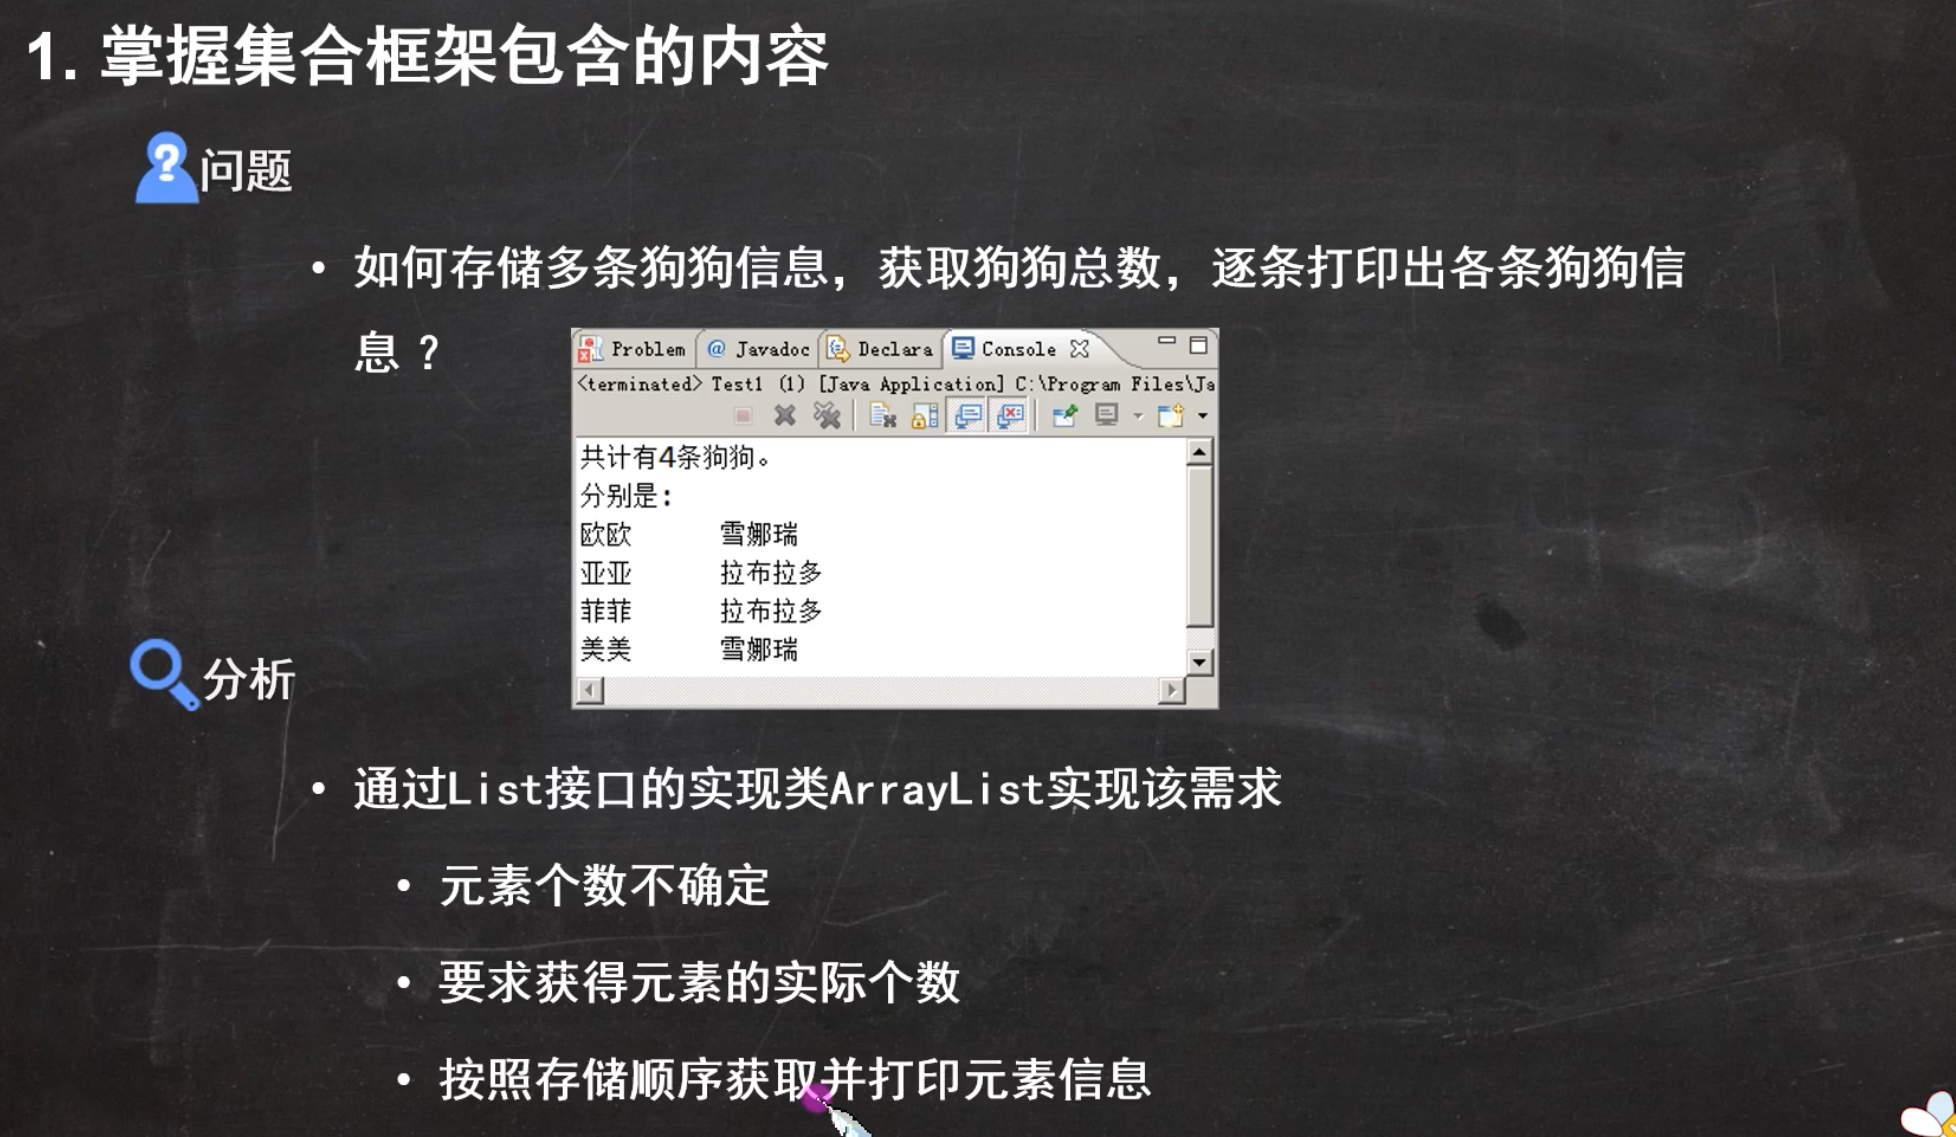 1. 掌握集合框架包含的内容
问题
• 如何存储多条狗狗信息，获取狗狗总数，逐条打印出各条狗狗信
息？
Problem @ Javadoc Declara Console
<terminated> Test1 (1) [Java Application] C:\Program Files\Ja
共计有4条狗狗。
分别是：
欧欧 雪娜瑞
亚亚 拉布拉多
菲菲 拉布拉多
美美 雪娜瑞
分析
• 通过List接口的实现类ArrayList实现该需求
• 元素个数不确定
• 要求获得元素的实际个数
• 按照存储顺序获取并打印元素信息